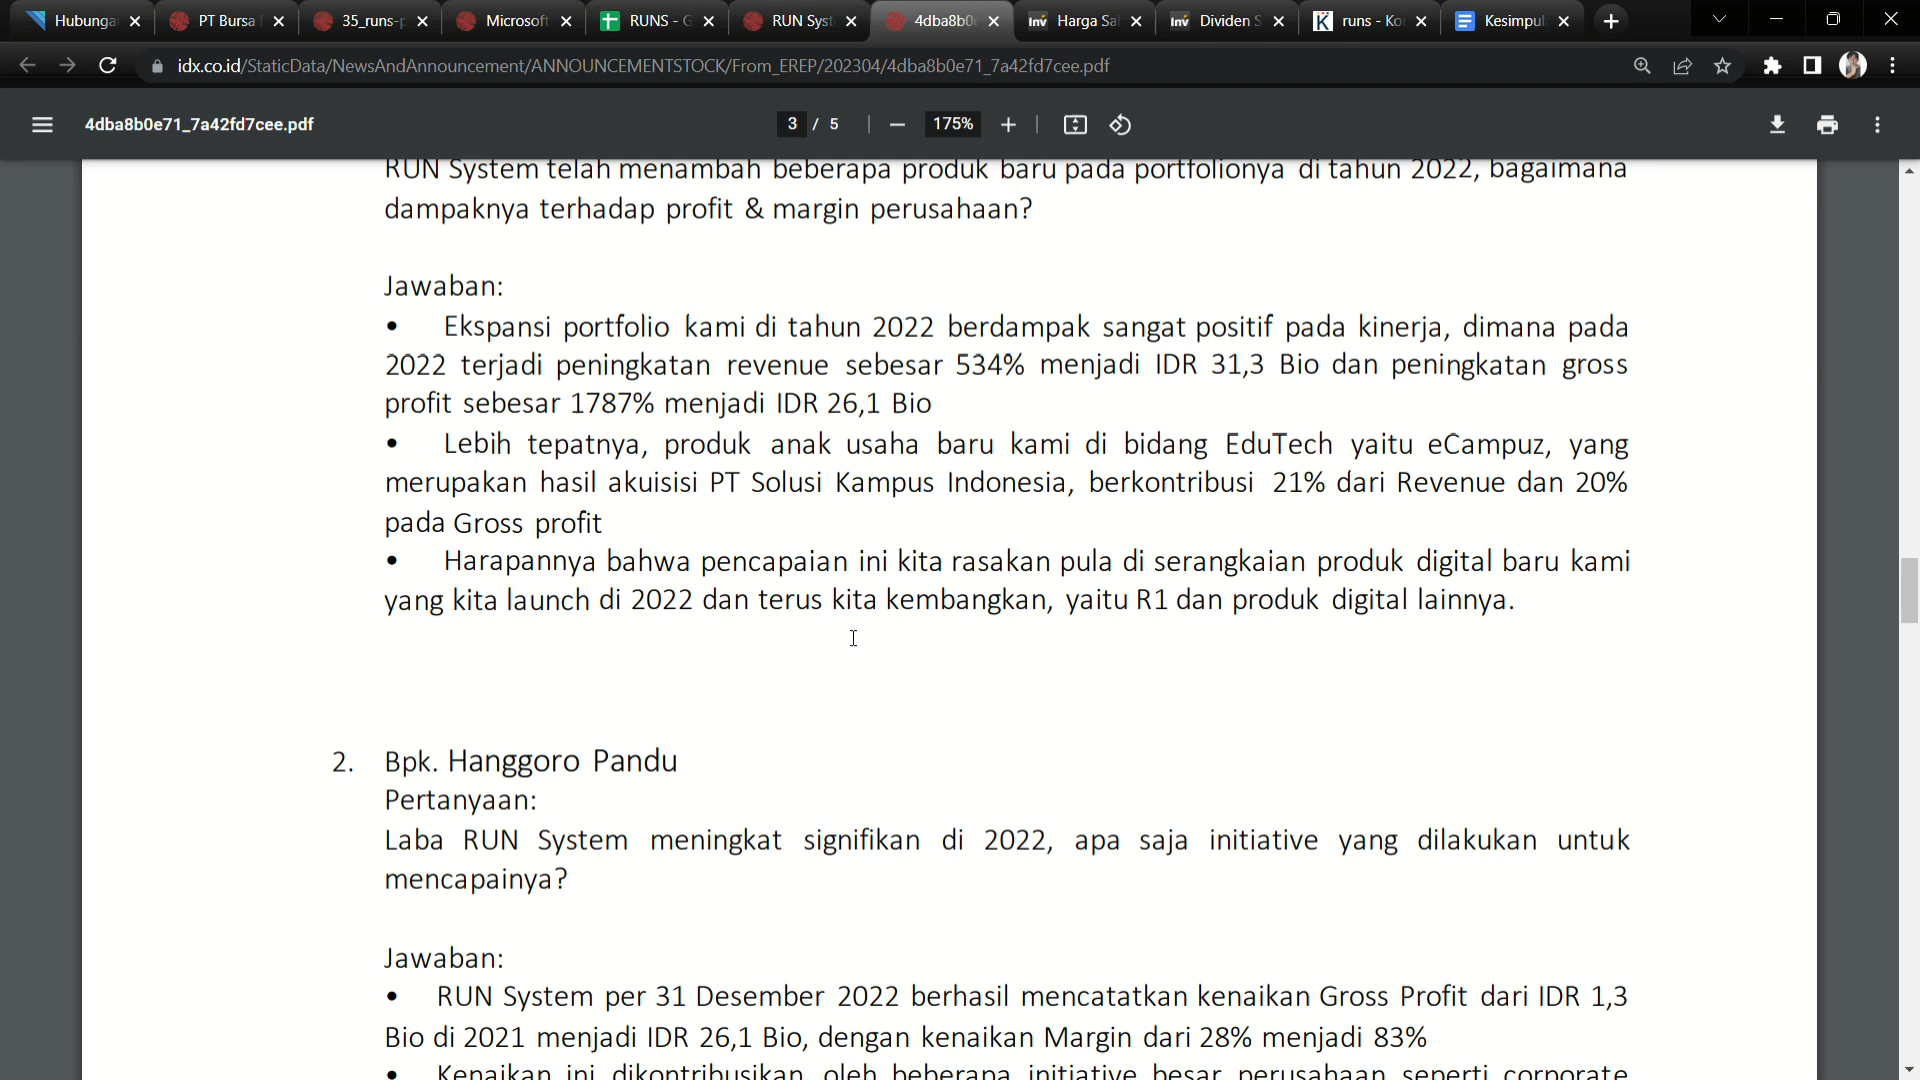 Hubunga
PT Bursa
35_runs-p
Microsoft
RUNS - G
RUN Syst
4dba8b0
Harga Sa
Dividen S
runs - Ko
Kesimpul
idx.co.id/StaticData/NewsAndAnnouncement/ANNOUNCEMENTSTOCK/From_EREP/202304/4dba8b0e71_7a42fd7cee.pdf
4dba8b0e71_7a42fd7cee.pdf
3 / 5
175%
RUN System telah menambah beberapa produk baru pada portfolionya di tahun 2022, bagaimana
dampaknya terhadap profit & margin perusahaan?
Jawaban:
• Ekspansi portfolio kami di tahun 2022 berdampak sangat positif pada kinerja, dimana pada
2022 terjadi peningkatan revenue sebesar 534% menjadi IDR 31,3 Bio dan peningkatan gross
profit sebesar 1787% menjadi IDR 26,1 Bio
• Lebih tepatnya, produk anak usaha baru kami di bidang EduTech yaitu eCampuz, yang
merupakan hasil akuisisi PT Solusi Kampus Indonesia, berkontribusi 21% dari Revenue dan 20%
pada Gross profit
• Harapannya bahwa pencapaian ini kita rasakan pula di serangkaian produk digital baru kami
yang kita launch di 2022 dan terus kita kembangkan, yaitu R1 dan produk digital lainnya.
2. Bpk. Hanggoro Pandu
Pertanyaan:
Laba RUN System meningkat signifikan di 2022, apa saja initiative yang dilakukan untuk
mencapainya?
Jawaban:
• RUN System per 31 Desember 2022 berhasil mencatatkan kenaikan Gross Profit dari IDR 1,3
Bio di 2021 menjadi IDR 26,1 Bio, dengan kenaikan Margin dari 28% menjadi 83%
• Kenaikan ini dikontribusikan oleh beberapa initiative besar perusahaan seperti corporate